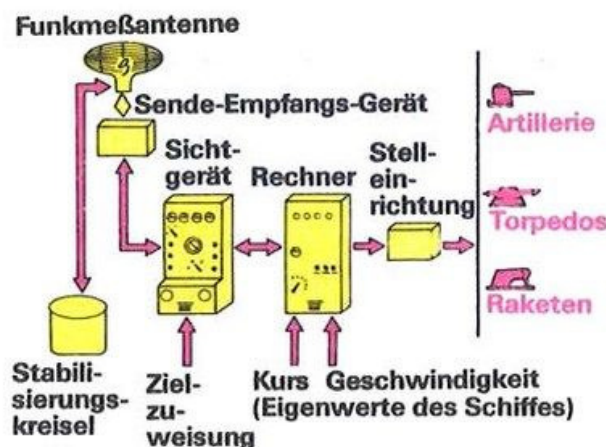 Funkmeßantenne
Sende-Empfangs-Gerät
Sicht-
gerät
Rechner
Stell-
ein-
richtung
Artillerie
Torpedos
Raketen
Stabili-
sierungs-
kreisel
Ziel-
zu-
weisung
Kurs Geschwindigkeit
(Eigenwerte des Schiffes)